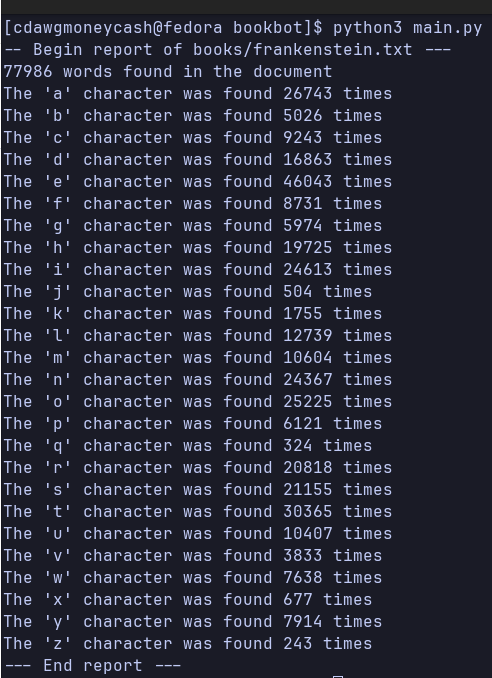 [cdawgmoneycash@fedora bookbot]$ python3 main.py
-- Begin report of books/frankenstein.txt ---
77986 words found in the document
The 'a' character was found 26743 times
The 'b' character was found 5026 times
The 'c' character was found 9243 times
The 'd' character was found 16863 times
The 'e' character was found 46043 times
The 'f' character was found 8731 times
The 'g' character was found 5974 times
The 'h' character was found 19725 times
The 'i' character was found 24613 times
The 'j' character was found 504 times
The 'k' character was found 1755 times
The 'l' character was found 12739 times
The 'm' character was found 10604 times
The 'n' character was found 24367 times
The 'o' character was found 25225 times
The 'p' character was found 6121 times
The 'q' character was found 324 times
The 'r' character was found 20818 times
The 's' character was found 21155 times
The 't' character was found 30365 times
The 'u' character was found 10407 times
The 'v' character was found 3833 times
The 'w' character was found 7638 times
The 'x' character was found 677 times
The 'y' character was found 7914 times
The 'z' character was found 243 times
--- End report ---